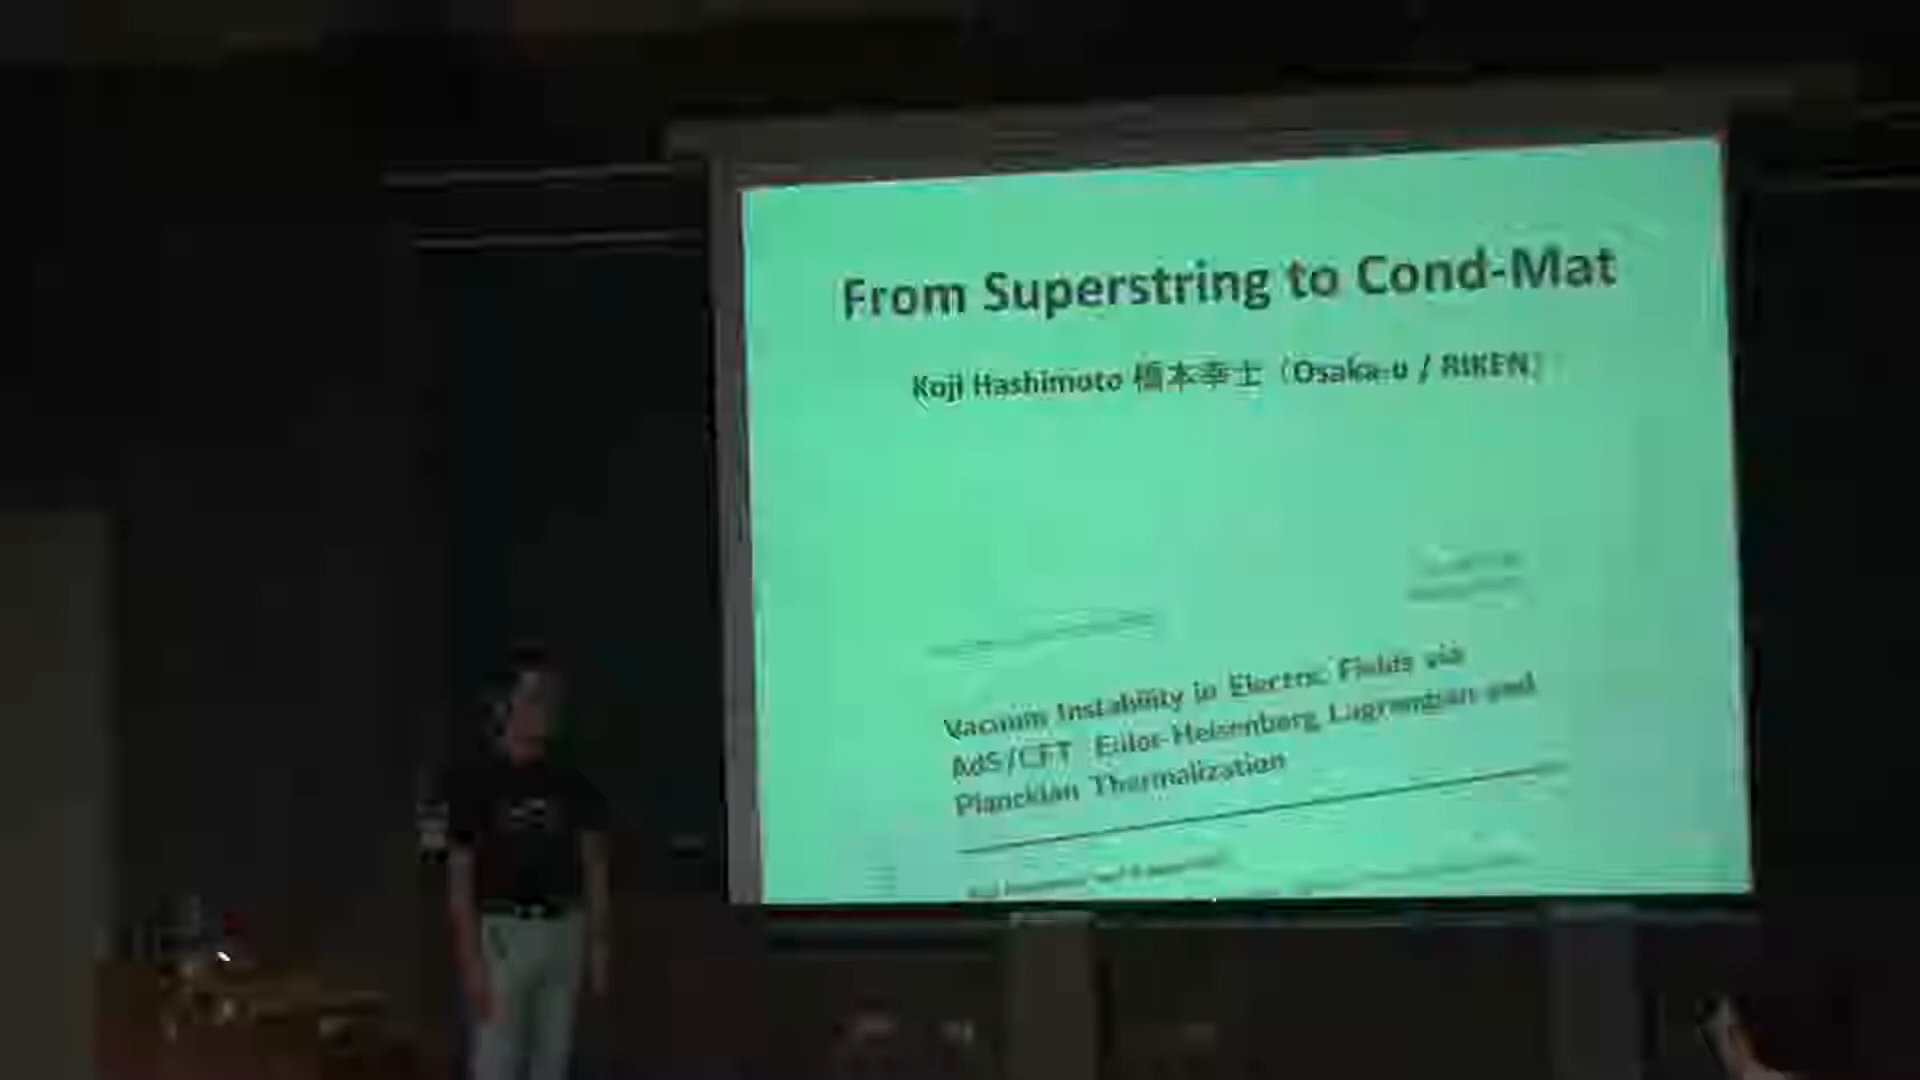 From Superstring to Cond-Mat
Koji Hashimoto 橋本幸士 (Osaka-u / RIKEN)
Vacuum Instability in Electric Fields via
AdS/CFT Euler-Heisenberg Lagrangian and
Planckian Thermalization